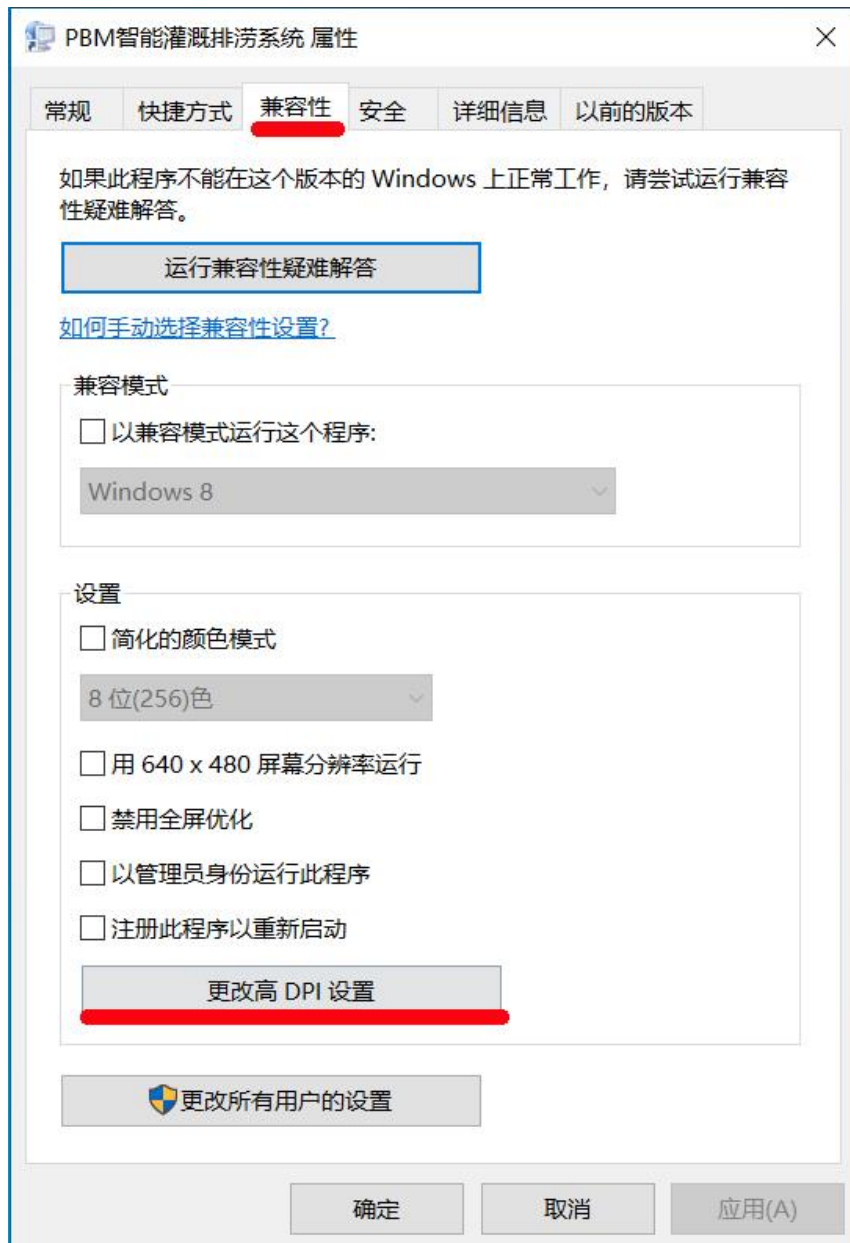 PBM智能灌溉排涝系统 属性
常规 快捷方式 兼容性 安全 详细信息 以前的版本
如果此程序不能在这个版本的 Windows 上正常工作，请尝试运行兼容
性疑难解答。
运行兼容性疑难解答
如何手动选择兼容性设置?
兼容模式
以兼容模式运行这个程序:
Windows 8
设置
简化的颜色模式
8 位(256)色
用 640 x 480 屏幕分辨率运行
禁用全屏优化
以管理员身份运行此程序
注册此程序以重新启动
更改高 DPI 设置
更改所有用户的设置
确定 取消 应用(A)